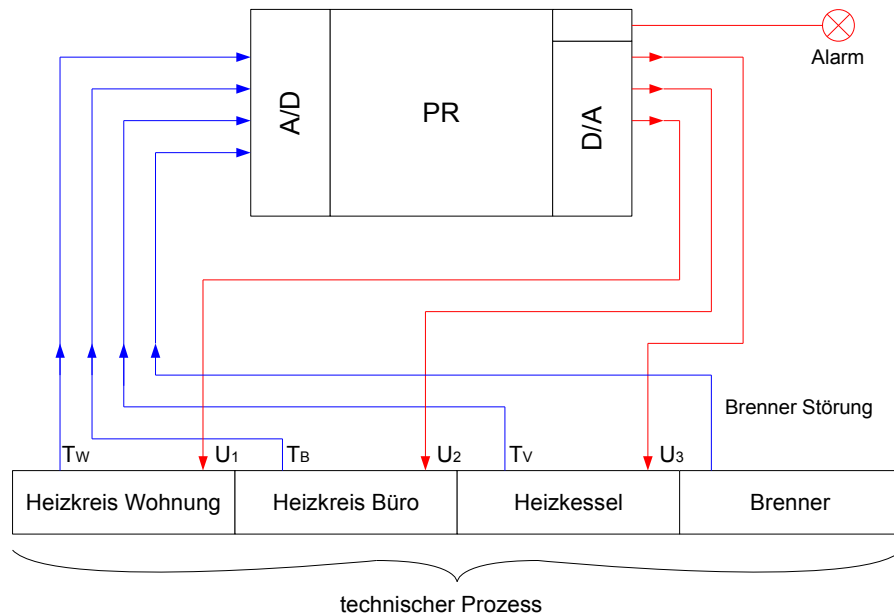 Alarm
A/D
PR
D/A
Brenner Störung
TW
U1
TB
U2
TV
U3
Heizkreis Wohnung
Heizkreis Büro
Heizkessel
Brenner
technischer Prozess